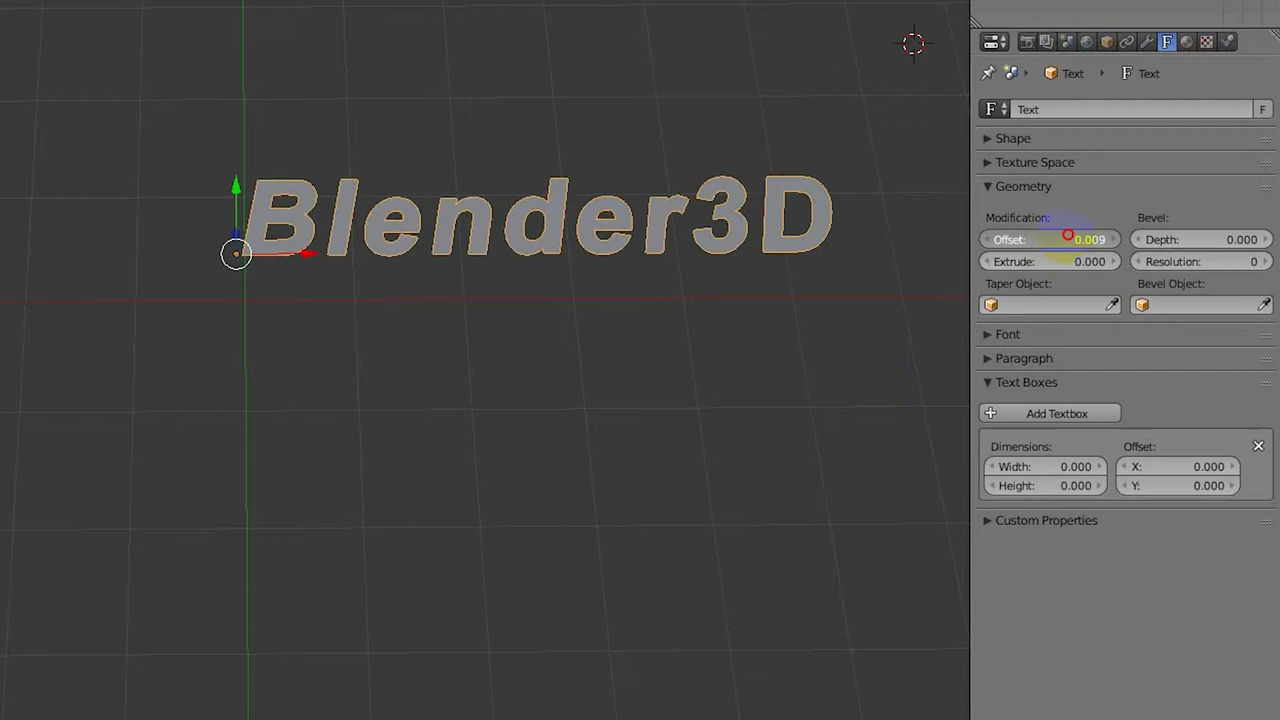 Blender3D
Text Text
F Text F
Shape
Texture Space
Geometry
Modification: Bevel:
Offset: 0.009 Depth: 0.000
Extrude: 0.000 Resolution: 0
Taper Object: Bevel Object:
Font
Paragraph
Text Boxes
Add Textbox
Dimensions: Offset:
Width: 0.000 X: 0.000
Height: 0.000 Y: 0.000
Custom Properties